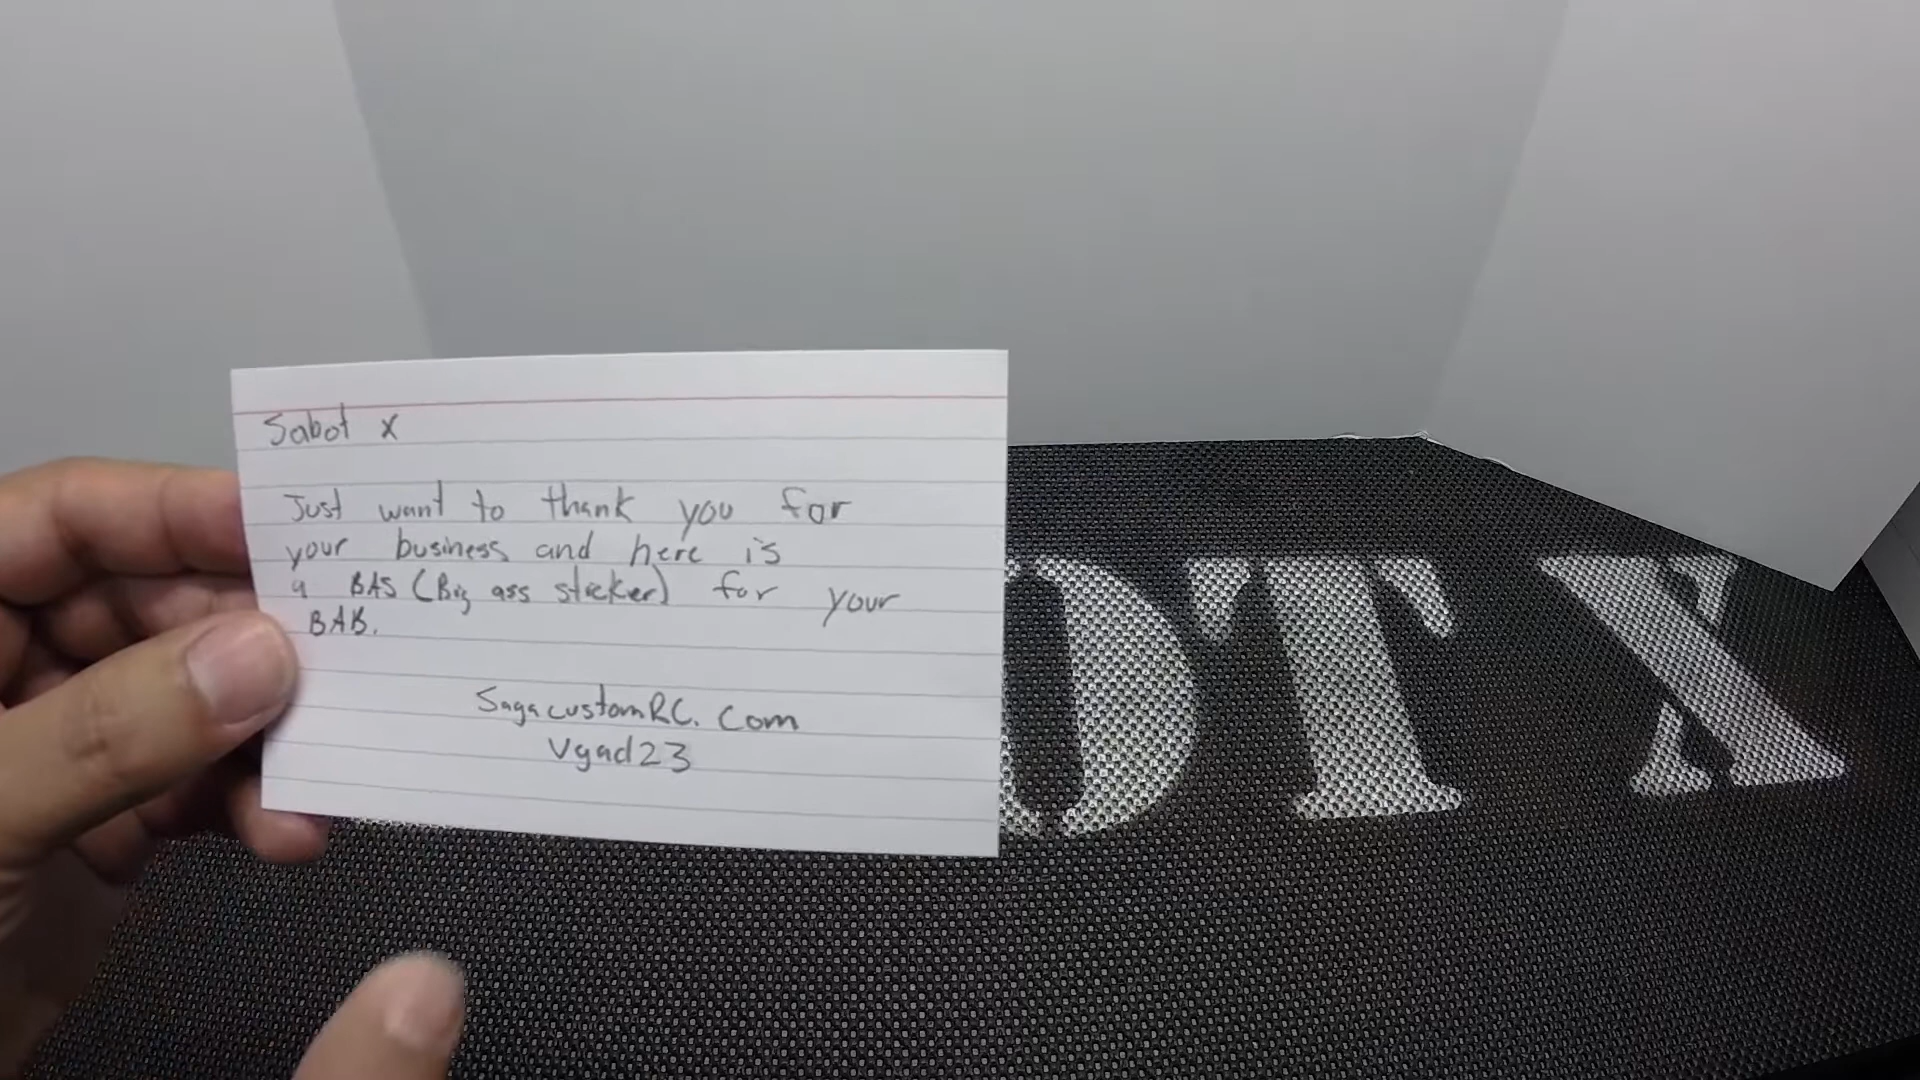 Sabot X
Just want to thank you for
your business and here is
a BAS (Big ass sticker) for your
BAB.
SagacustomRC.com
Vgad23
OT X